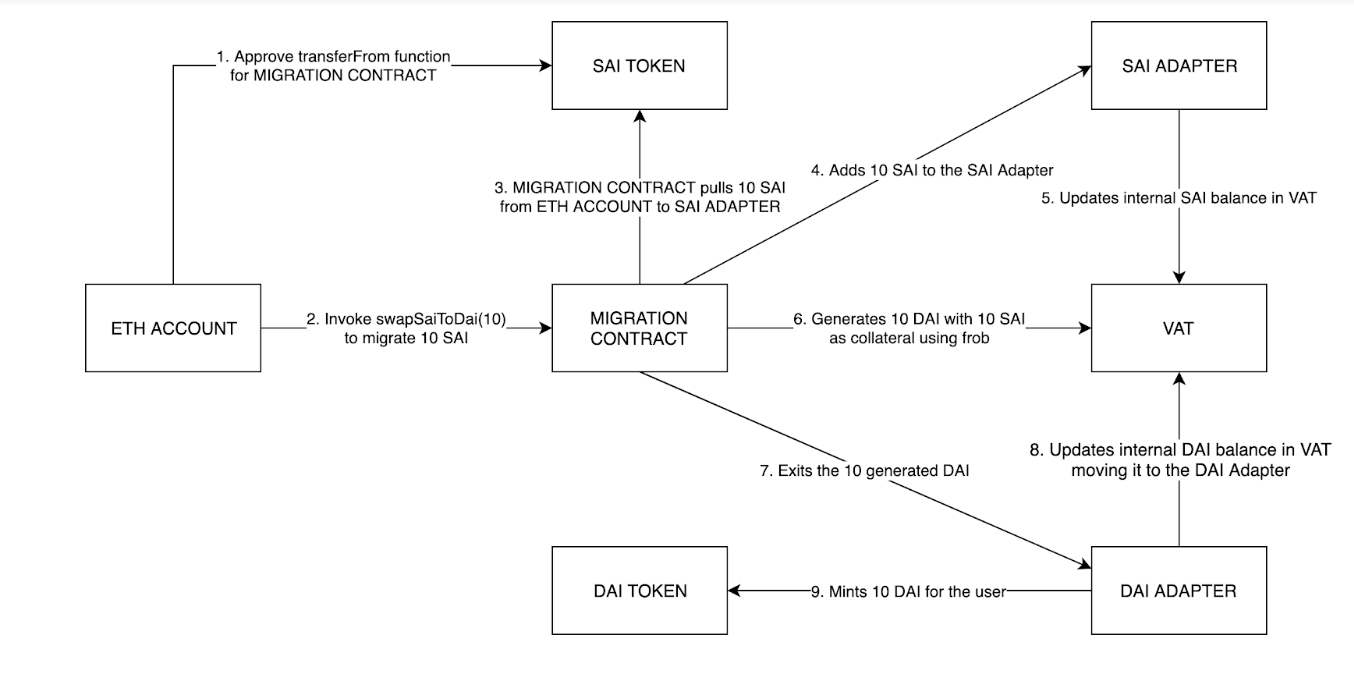 1. Approve transferFrom function
for MIGRATION CONTRACT
SAI TOKEN
SAI ADAPTER
4. Adds 10 SAI to the SAI Adapter
3. MIGRATION CONTRACT pulls 10 SAI
from ETH ACCOUNT to SAI ADAPTER
5. Updates internal SAI balance in VAT
ETH ACCOUNT
2. Invoke swapSaiToDai(10)
to migrate 10 SAI
MIGRATION
CONTRACT
6. Generates 10 DAI with 10 SAI
as collateral using frob
VAT
7. Exits the 10 generated DAI
8. Updates internal DAI balance in VAT
moving it to the DAI Adapter
DAI TOKEN
9. Mints 10 DAI for the user
DAI ADAPTER